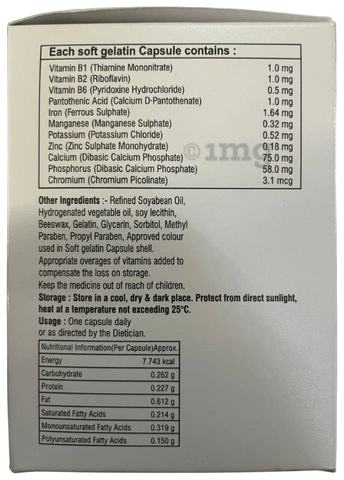 Each soft gelatin Capsule contains :
Vitamin B1 (Thiamine Mononitrate) 1.0 mg
Vitamin B2 (Riboflavin) 1.0 mg
Vitamin B6 (Pyridoxine Hydrochloride) 0.5 mg
Pantothenic Acid (Calcium D-Pantothenate) 1.0 mg
Iron (Ferrous Sulphate) 1.64 mg
Manganese (Manganese Sulphate) 0.32 mg
Potassium (Potassium Chloride) 0.52 mg
Zinc (Zinc Sulphate Monohydrate) 0.18 mg
Calcium (Dibasic Calcium Phosphate) 75.0 mg
Phosphorus (Dibasic Calcium Phosphate) 58.0 mg
Chromium (Chromium Picolinate) 3.1 mcg
© 1mg
Other Ingredients :- Refined Soyabean Oil,
Hydrogenated vegetable oil, soy lecithin,
Beeswax, Gelatin, Glycerin, Sorbitol, Methyl
Paraben, Propyl Paraben, Approved colour
used in Soft gelatin Capsule shell.
Appropriate overages of vitamins added to
compensate the loss on storage.
Keep the medicine out of reach of children.
Storage : Store in a cool, dry & dark place. Protect from direct sunlight,
heat at a temperature not exceeding 25°C.
Usage : One capsule daily
or as directed by the Dietician.
Nutritional Information(Per Capsule)Approx.
Energy 7.743 kcal
Carbohydrate 0.262 g
Protein 0.227 g
Fat 0.612 g
Saturated Fatty Acids 0.214 g
Monounsaturated Fatty Acids 0.319 g
Polyunsaturated Fatty Acids 0.150 g